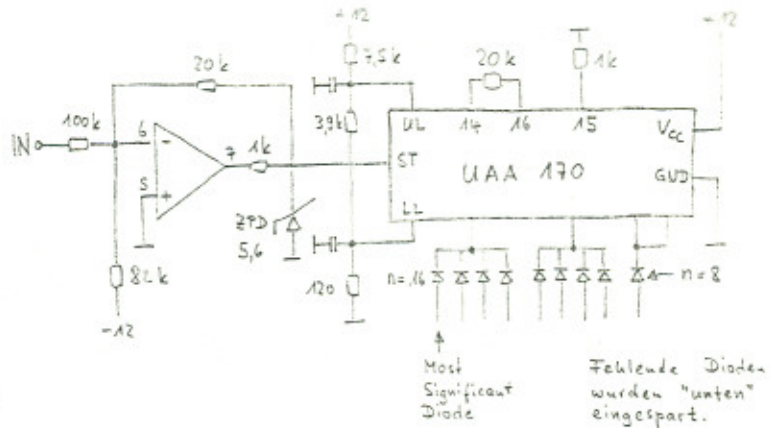 -12
-12
7,5k
20k
1k
20k
100k
3,9k
IN
6
-
UL
14
16
15
Vcc
7
1k
ST
UAA 170
5
+
GND
LL
ZPD
5,6
82k
120
n=16
n=8
-12
Most
Significant
Diode
Fehlende Dioden
wurden "unten"
eingespart.